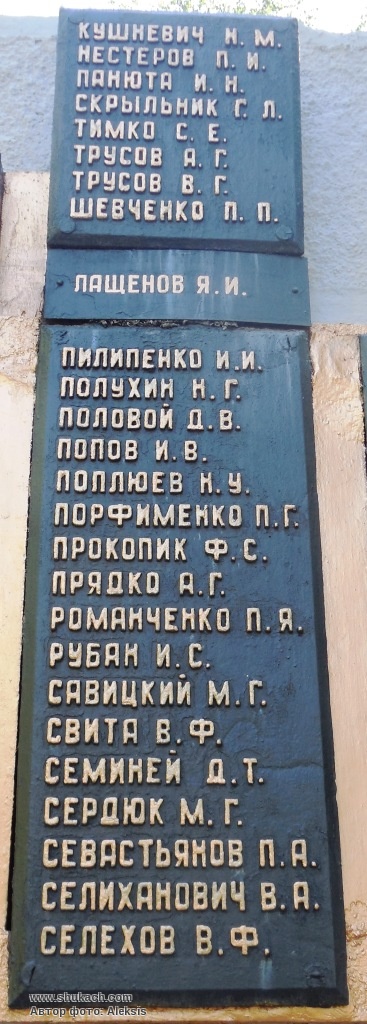 КУШНЕВИЧ Н. М.
НЕСТЕРОВ П. И.
ПАНЮТА И. Н.
СКРЫЛЬНИК Г. Л.
ТИМКО С. Е.
ТРУСОВ А. Г.
ТРУСОВ В. Г.
ШЕВЧЕНКО П. П.
ЛАЩЕНОВ Я. И.
ПИЛИПЕНКО И. И.
ПОЛУХИН Н. Г.
ПОЛОВОЙ Д. В.
ПОПОВ И. В.
ПОПЛЮЕВ Н. У.
ПОРФИМЕНКО П. Г.
ПРОКОПИК Ф. С.
ПРЯДКО А. Г.
РОМАНЧЕНКО П. Я.
РУБАН И. С.
САВИЦКИЙ М. Г.
СВИТА В. Ф.
СЕМИНЕЙ Д. Т.
СЕРДЮК М. Г.
СЕВАСТЬЯНОВ П. А.
СЕЛИХАНОВИЧ В. А.
СЕЛЕХОВ В. Ф.
www.shukach.com
Автор фото: Aleksis